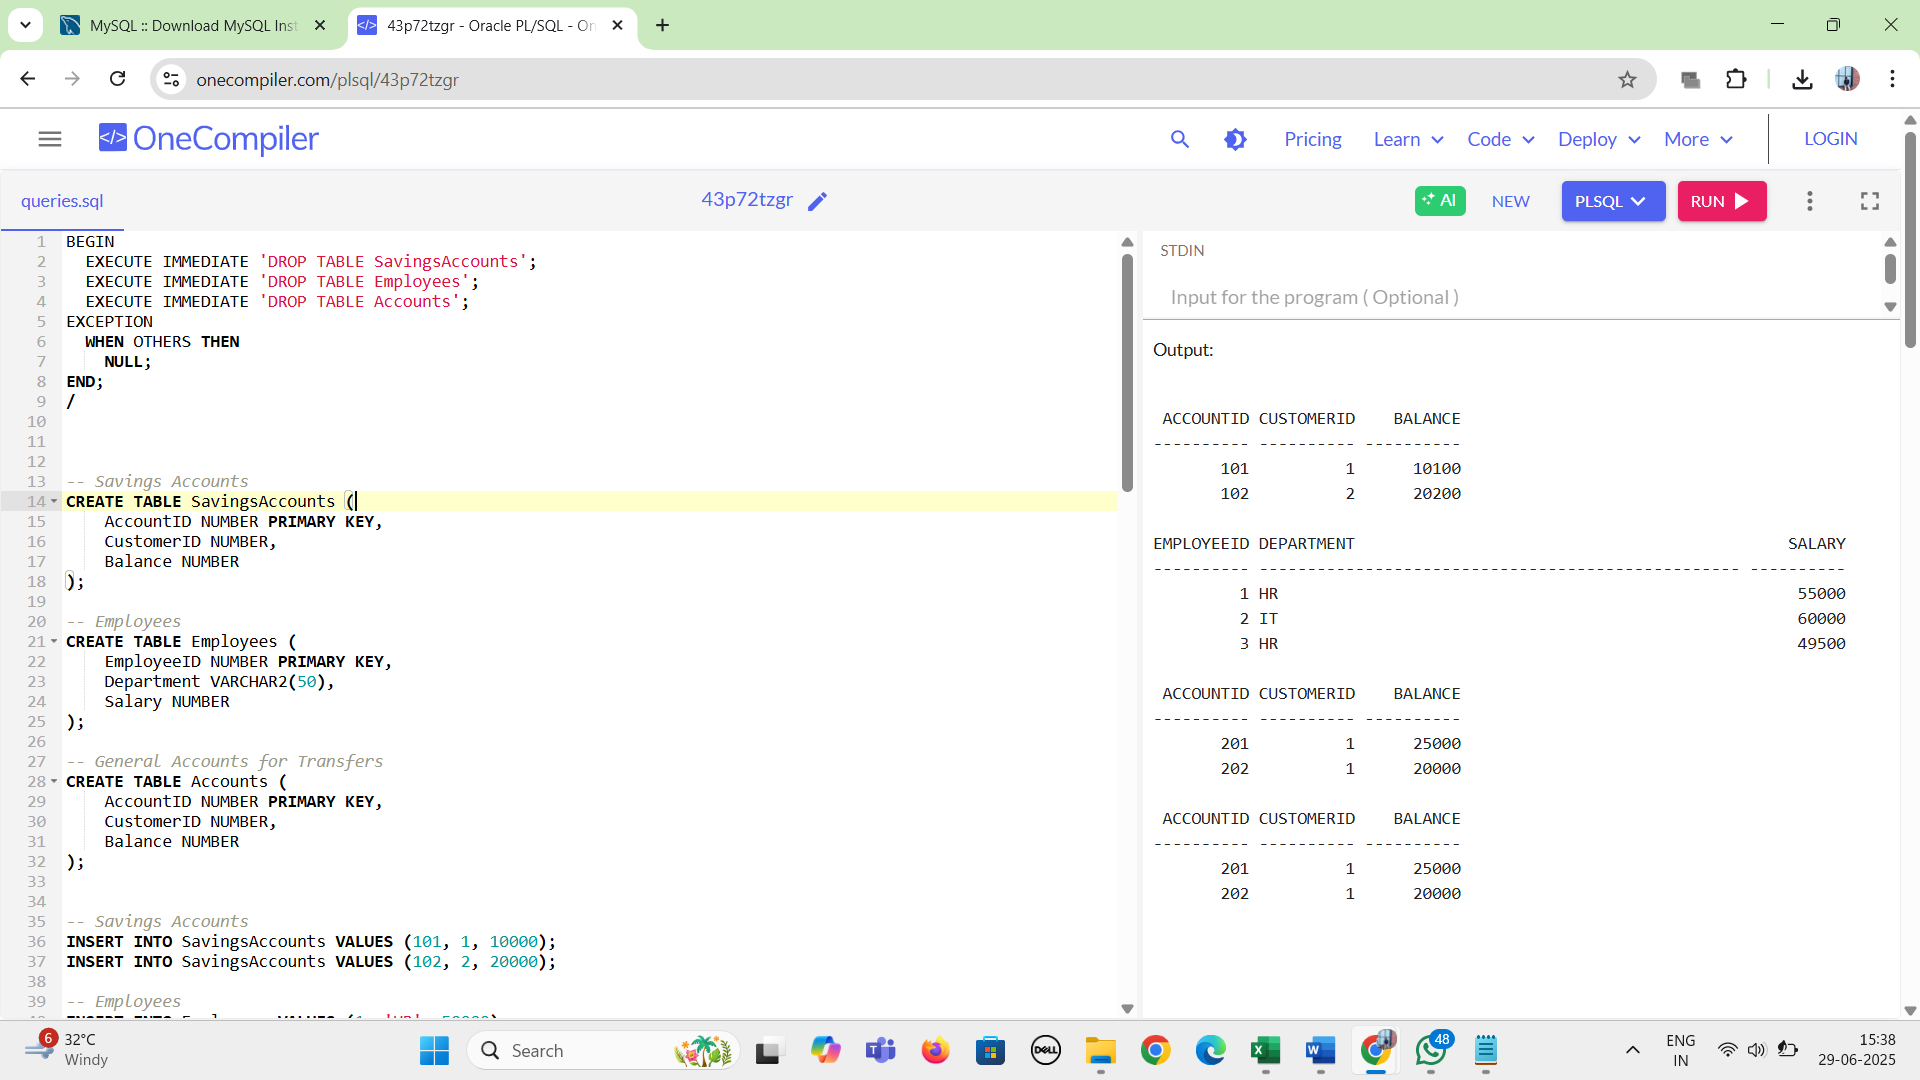 MySQL :: Download MySQL Inst
43p72tzgr - Oracle PL/SQL - On
onecompiler.com/plsql/43p72tzgr
</> OneCompiler
Pricing
Learn
Code
Deploy
More
LOGIN
queries.sql
43p72tzgr
AI
NEW
PLSQL
RUN
1 BEGIN
2 EXECUTE IMMEDIATE 'DROP TABLE SavingsAccounts';
3 EXECUTE IMMEDIATE 'DROP TABLE Employees';
4 EXECUTE IMMEDIATE 'DROP TABLE Accounts';
5 EXCEPTION
6 WHEN OTHERS THEN
7 NULL;
8 END;
9 /
10
11
12
13 -- Savings Accounts
14 CREATE TABLE SavingsAccounts (
15 AccountID NUMBER PRIMARY KEY,
16 CustomerID NUMBER,
17 Balance NUMBER
18 );
19
20 -- Employees
21 CREATE TABLE Employees (
22 EmployeeID NUMBER PRIMARY KEY,
23 Department VARCHAR2(50),
24 Salary NUMBER
25 );
26
27 -- General Accounts for Transfers
28 CREATE TABLE Accounts (
29 AccountID NUMBER PRIMARY KEY,
30 CustomerID NUMBER,
31 Balance NUMBER
32 );
33
34
35 -- Savings Accounts
36 INSERT INTO SavingsAccounts VALUES (101, 1, 10000);
37 INSERT INTO SavingsAccounts VALUES (102, 2, 20000);
38
39 -- Employees
STDIN
Input for the program ( Optional )
Output:
ACCOUNTID CUSTOMERID BALANCE
---------- ---------- ----------
101 1 10100
102 2 20200
EMPLOYEEID DEPARTMENT SALARY
---------- -------------------------------------------------- ----------
1 HR 55000
2 IT 60000
3 HR 49500
ACCOUNTID CUSTOMERID BALANCE
---------- ---------- ----------
201 1 25000
202 1 20000
ACCOUNTID CUSTOMERID BALANCE
---------- ---------- ----------
201 1 25000
202 1 20000
6
32°C
Windy
Search
DELL
48
ENG
IN
15:38
29-06-2025